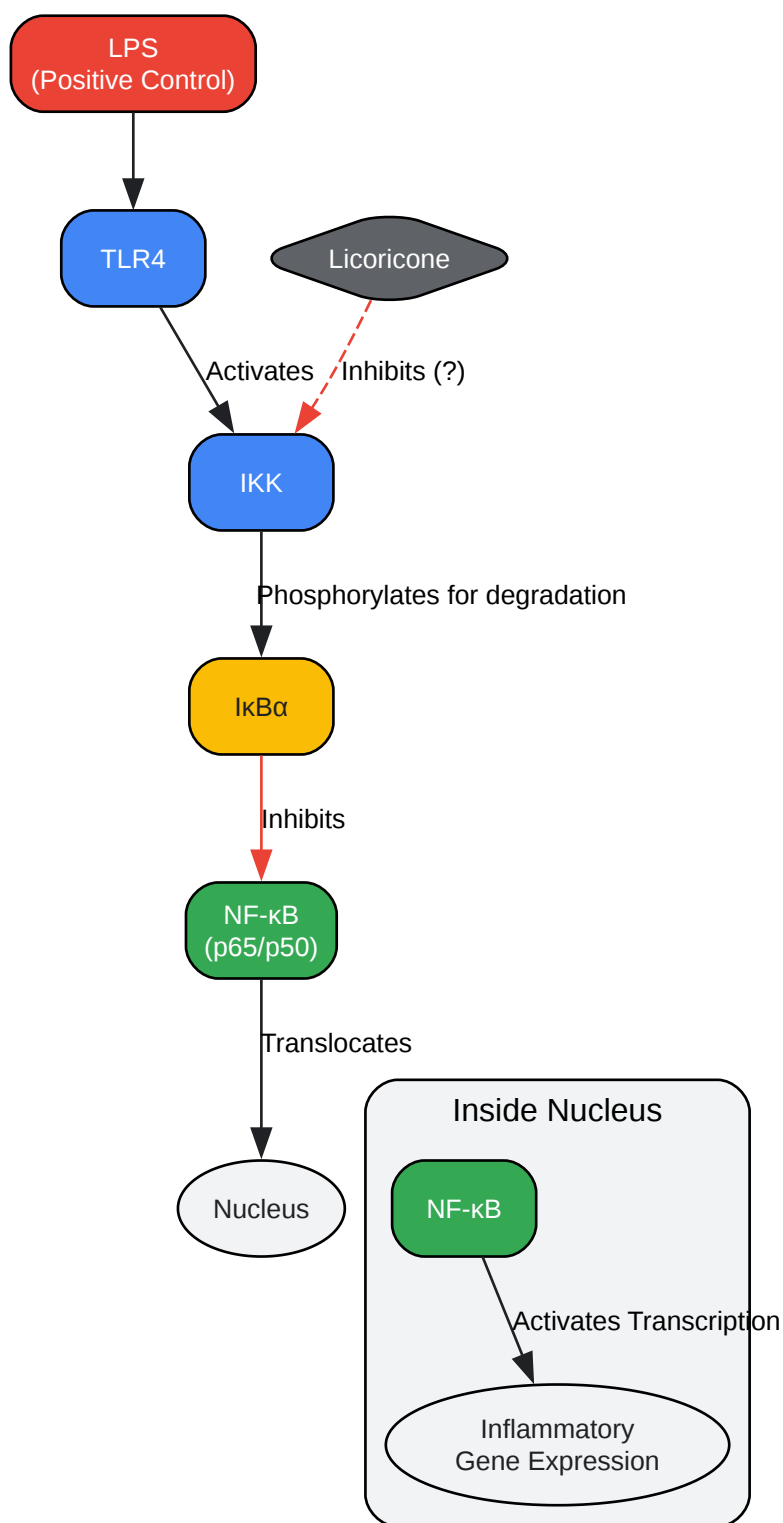 LPS
(Positive Control)
TLR4
Licoricone
Activates
Inhibits (?)
IKK
Phosphorylates for degradation
IκBα
Inhibits
NF-κB
(p65/p50)
Translocates
Inside Nucleus
Nucleus
NF-κB
Activates Transcription
Inflammatory
Gene Expression